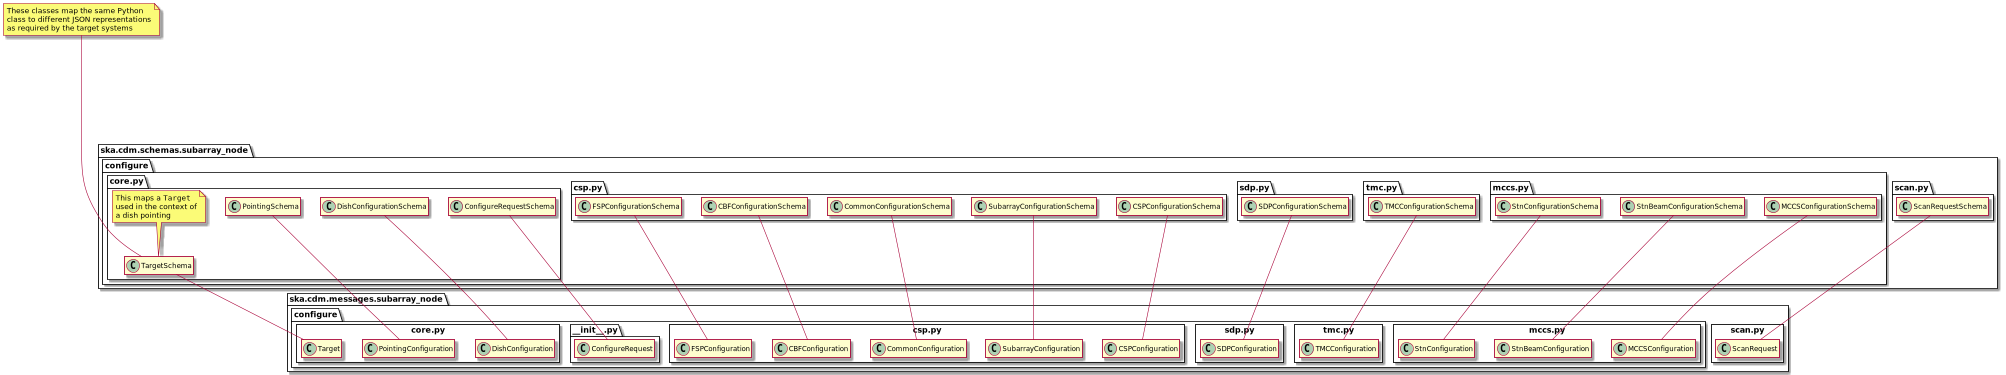 These classes map the same Python
class to different JSON representations
as required by the target systems
ska.cdm.schemas.subarray_node
configure
core.py
csp.py
sdp.py
tmc.py
mccs.py
scan.py
This maps a Target
used in the context of
a dish pointing
C PointingSchema
C DishConfigurationSchema
C ConfigureRequestSchema
C FSPConfigurationSchema
C CBFConfigurationSchema
C CommonConfigurationSchema
C SubarrayConfigurationSchema
C CSPConfigurationSchema
C SDPConfigurationSchema
C TMCConfigurationSchema
C StnConfigurationSchema
C StnBeamConfigurationSchema
C MCCSConfigurationSchema
C ScanRequestSchema
C TargetSchema
ska.cdm.messages.subarray_node
configure
core.py
__init__.py
csp.py
sdp.py
tmc.py
mccs.py
scan.py
C Target
C PointingConfiguration
C DishConfiguration
C ConfigureRequest
C FSPConfiguration
C CBFConfiguration
C CommonConfiguration
C SubarrayConfiguration
C CSPConfiguration
C SDPConfiguration
C TMCConfiguration
C StnConfiguration
C StnBeamConfiguration
C MCCSConfiguration
C ScanRequest